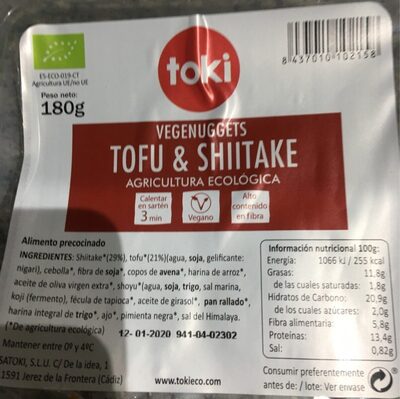 ES-ECO-019-CT
Agricultura UE/no UE
Peso neto:
180g
toki
8 437010 102158
VEGENUGGETS
TOFU & SHIITAKE
AGRICULTURA ECOLÓGICA
Calentar
en sartén
3 min
Vegano
Alto
contenido
en fibra
Alimento precocinado
INGREDIENTES: Shiitake*(29%), tofu*(21%)(agua, soja, gelificante:
nigari), cebolla*, fibra de soja*, copos de avena*, harina de arroz*,
aceite de oliva virgen extra*, shoyu*(agua, soja, trigo, sal marina,
koji (fermento), fécula de tapioca*, aceite de girasol*, pan rallado*,
harina integral de trigo*, ajo*, pimienta negra*, sal del Himalaya.
(*De agricultura ecológica)
12- 01-2020 941-04-02302
Mantener entre 0º y 4ºC
SATOKI, S.L.U. C/ De la idea, 1
11591 Jerez de la Frontera (Cádiz)
www.tokieco.com
Información nutricional 100g:
Energía: 1066 kJ / 255 kcal
Grasas: 11,8g
de las cuales saturadas: 1,8g
Hidratos de Carbono: 20,9g
de los cuales azúcares: 2,0g
Fibra alimentaria: 5,8g
Proteínas: 13,4g
Sal: 0,82g
Consumir preferentemente
antes de: / lote: Ver envase